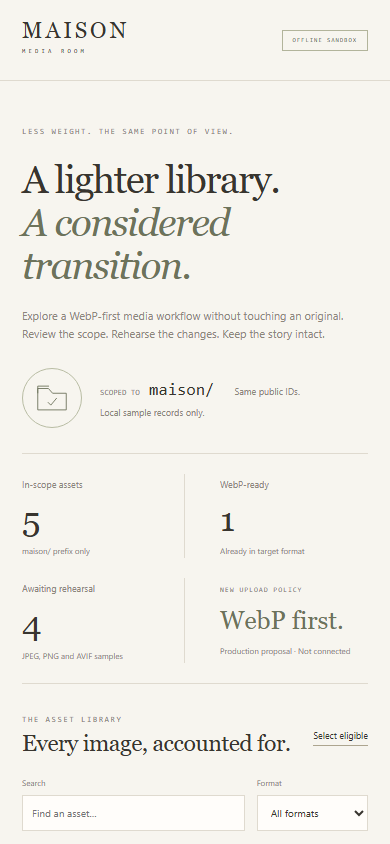 MAISON
MEDIA ROOM
OFFLINE SANDBOX
LESS WEIGHT. THE SAME POINT OF VIEW.
A lighter library.
A considered
transition.
Explore a WebP-first media workflow without touching an original.
Review the scope. Rehearse the changes. Keep the story intact.
SCOPED TO maison/ Same public IDs.
Local sample records only.
In-scope assets
5
maison/ prefix only
WebP-ready
1
Already in target format
Awaiting rehearsal
4
JPEG, PNG and AVIF samples
NEW UPLOAD POLICY
WebP first.
Production proposal · Not connected
THE ASSET LIBRARY
Every image, accounted for.
Select eligible
Search
Find an asset...
Format
All formats